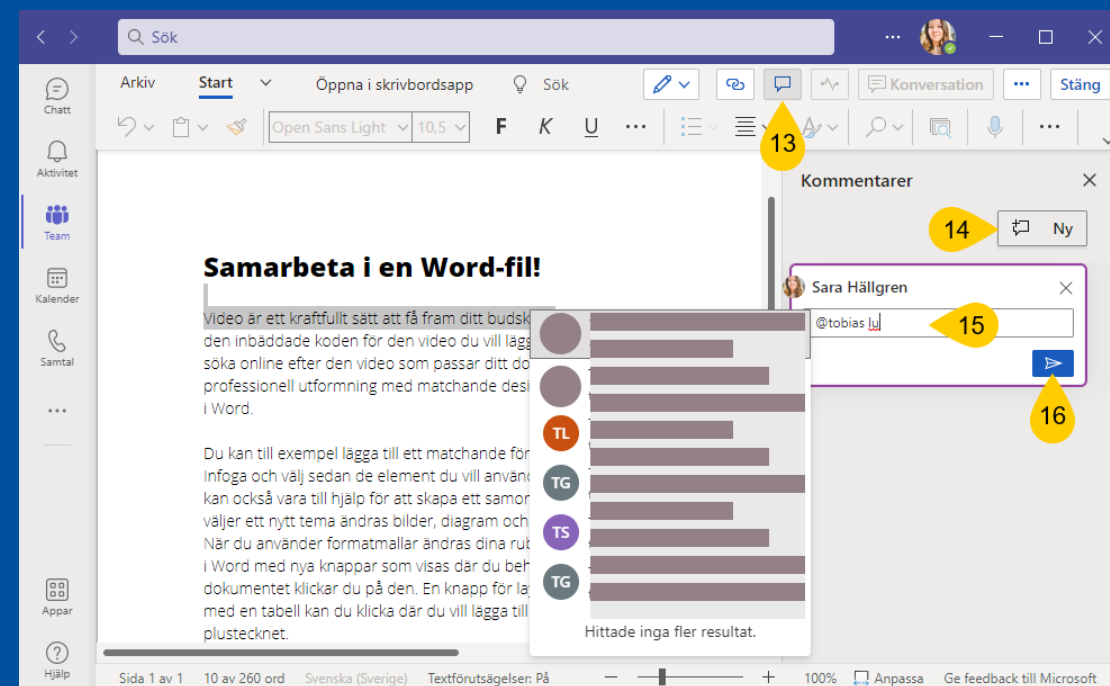 Sök
Arkiv Start Öppna i skrivbordsapp Sök Konversation Stäng
Open Sans Light 10,5 F K U
13
Chatt
Aktivitet
Team
Kalender
Samtal
Appar
Hjälp
Samarbeta i en Word-fil!
Video är ett kraftfullt sätt att få fram ditt budsk
den inbäddade koden för den video du vill lägg
söka online efter den video som passar ditt do
professionell utformning med matchande desi
i Word.
Du kan till exempel lägga till ett matchande för
Infoga och välj sedan de element du vill använd
kan också vara till hjälp för att skapa ett samor
väljer ett nytt tema ändras bilder, diagram och
När du använder formatmallar ändras dina rub
i Word med nya knappar som visas där du beh
dokumentet klickar du på den. En knapp för lay
med en tabell kan du klicka där du vill lägga till
plustecknet.
TL
TG
TS
TG
Hittade inga fler resultat.
Kommentarer
14 Ny
Sara Hällgren
@tobias lu 15
16
Sida 1 av 1 10 av 260 ord Svenska (Sverige) Textförutsägelser: På 100% Anpassa Ge feedback till Microsoft